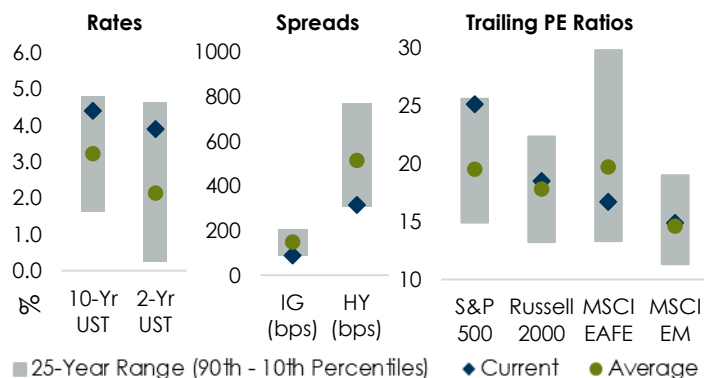 Rates
6.0
5.0
4.0
3.0
2.0
1.0
0.0
%
10-Yr
UST
2-Yr
UST
Spreads
1000
800
600
400
200
0
IG
(bps)
HY
(bps)
Trailing PE Ratios
30
25
20
15
10
S&P
500
Russell
2000
MSCI
EAFE
MSCI
EM
25-Year Range (90th - 10th Percentiles)
Current
Average